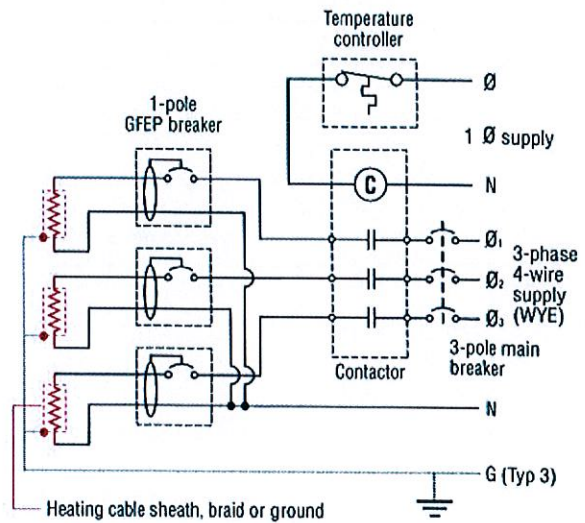 Temperature
controller
Ø
1 Ø supply
N
1-pole
GFEP breaker
C
Ø1
Ø2
Ø3
3-phase
4-wire
supply
(WYE)
3-pole main
breaker
Contactor
N
G (Typ 3)
Heating cable sheath, braid or ground